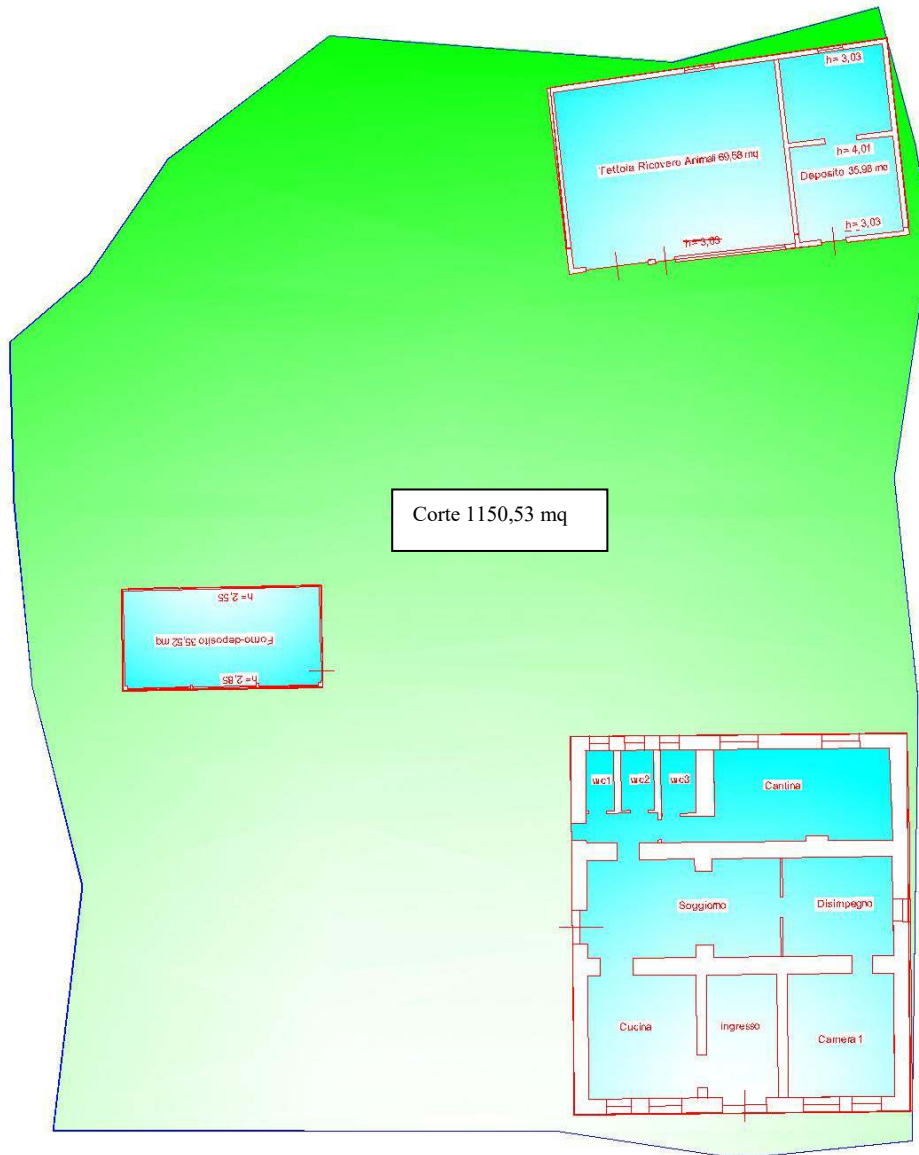 h= 3,03
Tettoia Ricovero Animali 69,58 mq
h= 4,01
Deposito 35,98 mq
h= 3,03
h= 3,03
Corte 1150,53 mq
h= 2,55
Forno-deposito 35,52 mq
h= 2,85
wc1
wc2
wc3
Cantina
Soggiorno
Disimpegno
Cucina
Ingresso
Camera 1